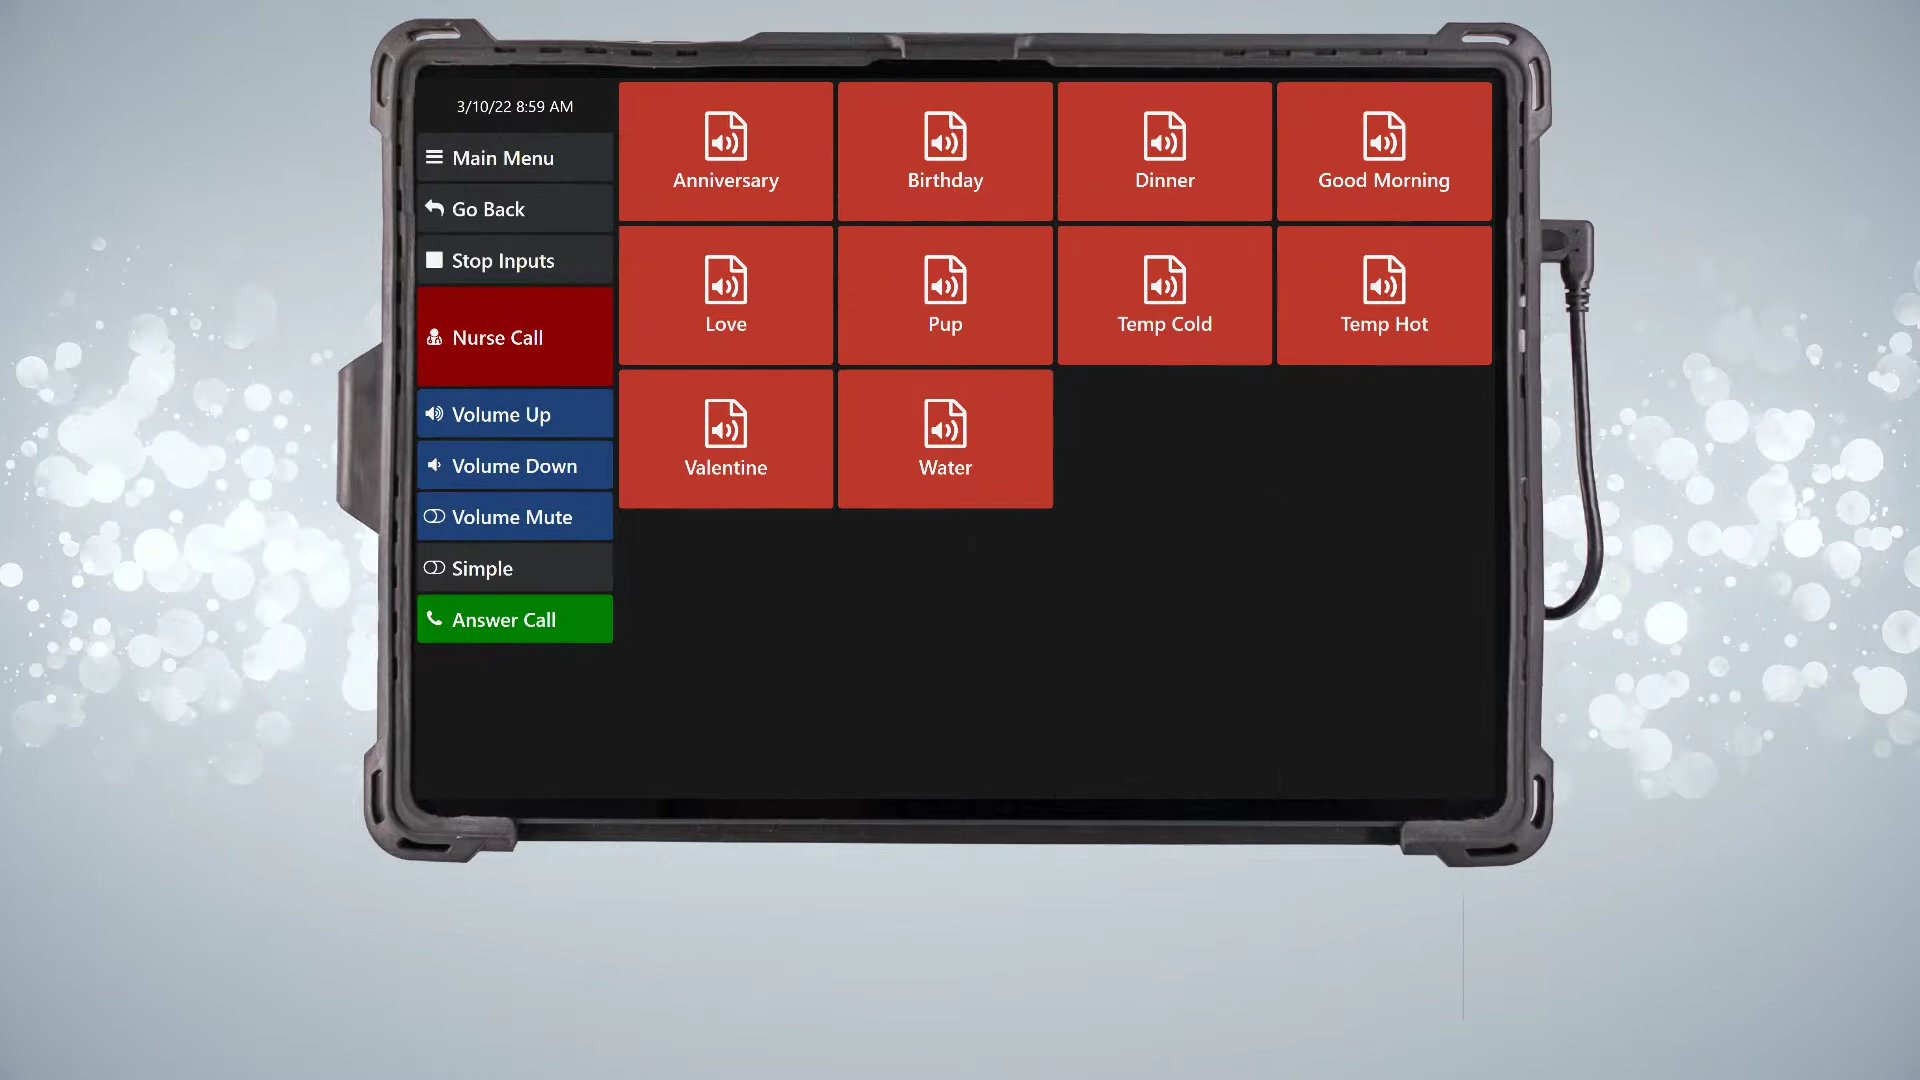 3/10/22 8:59 AM
Main Menu
Go Back
Stop Inputs
Nurse Call
Volume Up
Volume Down
Volume Mute
Simple
Answer Call
Anniversary
Birthday
Dinner
Good Morning
Love
Pup
Temp Cold
Temp Hot
Valentine
Water